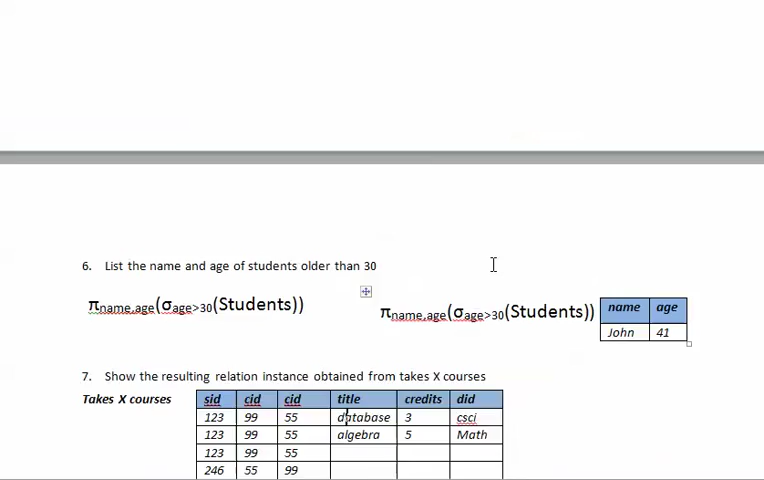 6. List the name and age of students older than 30
πname,age(σage>30(Students))
πname,age(σage>30(Students))
name age
John 41
7. Show the resulting relation instance obtained from takes X courses
Takes X courses
sid cid cid title credits did
123 99 55 database 3 csci
123 99 55 algebra 5 Math
123 99 55
246 55 99